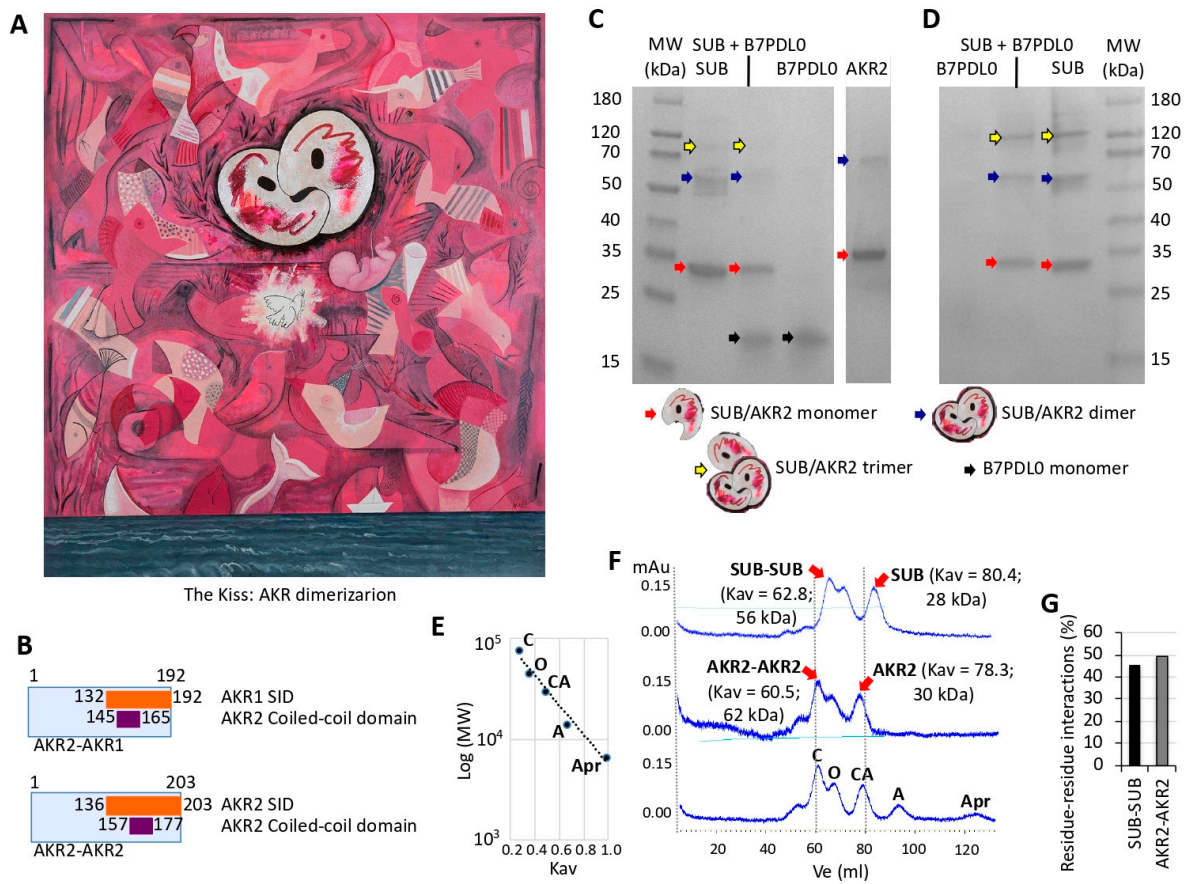 A
The Kiss: AKR dimerizarion
B
1 192
132 192 AKR1 SID
145 165 AKR2 Coiled-coil domain
AKR2-AKR1
1 203
136 203 AKR2 SID
157 177 AKR2 Coiled-coil domain
AKR2-AKR2
C
MW SUB + B7PDL0
(kDa) SUB B7PDL0 AKR2
180
120
70
50
40
35
25
15
D
SUB + B7PDL0 MW
B7PDL0 SUB (kDa)
180
120
70
50
40
35
25
15
SUB/AKR2 monomer
SUB/AKR2 dimer
SUB/AKR2 trimer
B7PDL0 monomer
E
Log (MW)
10⁵
10⁴
10³
C
O
CA
A
Apr
0.2 0.4 0.6 0.8 1.0
Kav
F
mAu
0.15
0.00
SUB-SUB
(Kav = 62.8;
56 kDa)
SUB (Kav = 80.4;
28 kDa)
0.15
0.00
AKR2-AKR2
(Kav = 60.5;
62 kDa)
AKR2 (Kav = 78.3;
30 kDa)
0.15
0.00
C
O
CA
A
Apr
20 40 60 80 100 120
Ve (ml)
G
Residue-residue interactions (%)
60
50
40
30
20
10
0
SUB-SUB
AKR2-AKR2